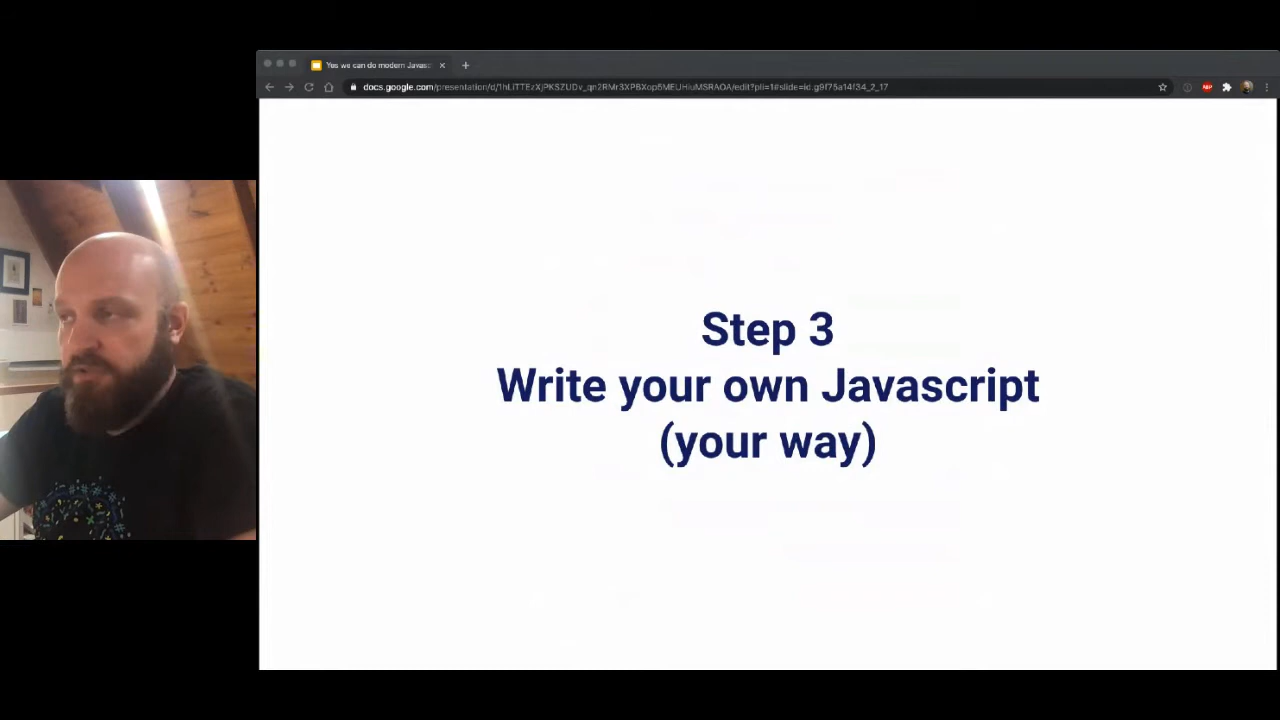 Yes we can do modern Javasc
docs.google.com/presentation/d/1hLiTTEzXjPKSZUDv_qn2RMr3XPBXop5MEUHiuMSRAOA/edit?pli=1#slide=id.g9f75a14f34_2_17
Step 3
Write your own Javascript
(your way)